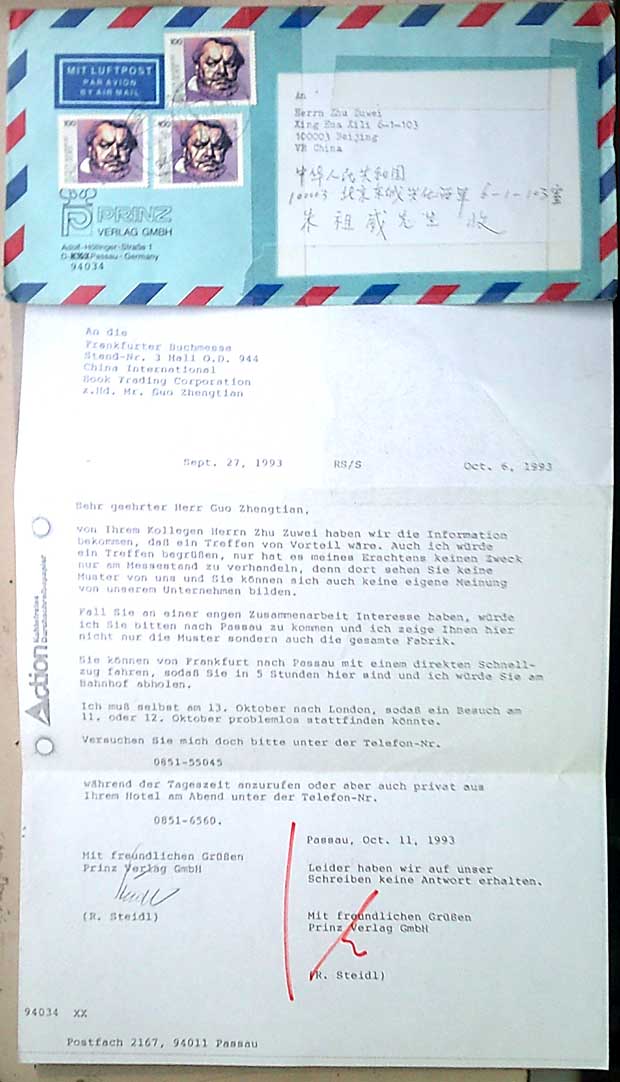 MIT LUFTPOST
PAR AVION
BY AIR MAIL
100
100
100
PRINZ
VERLAG GMBH
Adolf-Höllinger-Straße 1
Passau - Germany
94034
An
Herrn Zhu Zuwei
Xing Hua Xili 6-1-103
100003 Beijing
VR China
中华人民共和国
100003 北京东城兴化西里 6-1-103室
朱祖威先生 收
An die
Frankfurter Buchmesse
Stand-Nr. 3 Hall O.D. 944
China International
Book Trading Corporation
z.Hd. Mr. Guo Zhengtian
Sept. 27, 1993 RS/S Oct. 6, 1993
Sehr geehrter Herr Guo Zhengtian,
von Ihrem Kollegen Herrn Zhu Zuwei haben wir die Information
bekommen, daß ein Treffen von Vorteil wäre. Auch ich würde
ein Treffen begrüßen, nur hat es meines Erachtens keinen Zweck
nur am Messestand zu verhandeln, denn dort sehen Sie keine
Muster von uns und Sie können sich auch keine eigene Meinung
von unserem Unternehmen bilden.
Fall Sie an einer engen Zusammenarbeit Interesse haben, würde
ich Sie bitten nach Passau zu kommen und ich zeige Ihnen hier
nicht nur die Muster sondern auch die gesamte Fabrik.
Sie können von Frankfurt nach Passau mit einem direkten Schnell-
zug fahren, sodaß Sie in 5 Stunden hier sind und ich würde Sie am
Bahnhof abholen.
Ich muß selbst am 13. Oktober nach London, sodaß ein Besuch am
11. oder 12. Oktober problemlos stattfinden könnte.
Versuchen Sie mich doch bitte unter der Telefon-Nr.
0851-55045
während der Tageszeit anzurufen oder aber auch privat aus
Ihrem Hotel am Abend unter der Telefon-Nr.
0851-6560.
Mit freundlichen Grüßen
Prinz Verlag GmbH
(R. Steidl)
Passau, Oct. 11, 1993
Leider haben wir auf unser
Schreiben keine Antwort erhalten.
Mit freundlichen Grüßen
Prinz Verlag GmbH
(R. Steidl)
Action
Kohlefreies
Durchschreibepapier
94034 XX
Postfach 2167, 94011 Passau